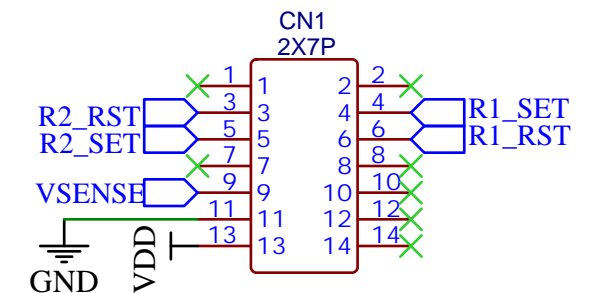 CN1
2X7P
1 1 2 2
R2_RST 3 3 4 4 R1_SET
R2_SET 5 5 6 6 R1_RST
7 7 8 8
VSENSE 9 9 10 10
11 11 12 12
13 13 14 14
GND
VDD